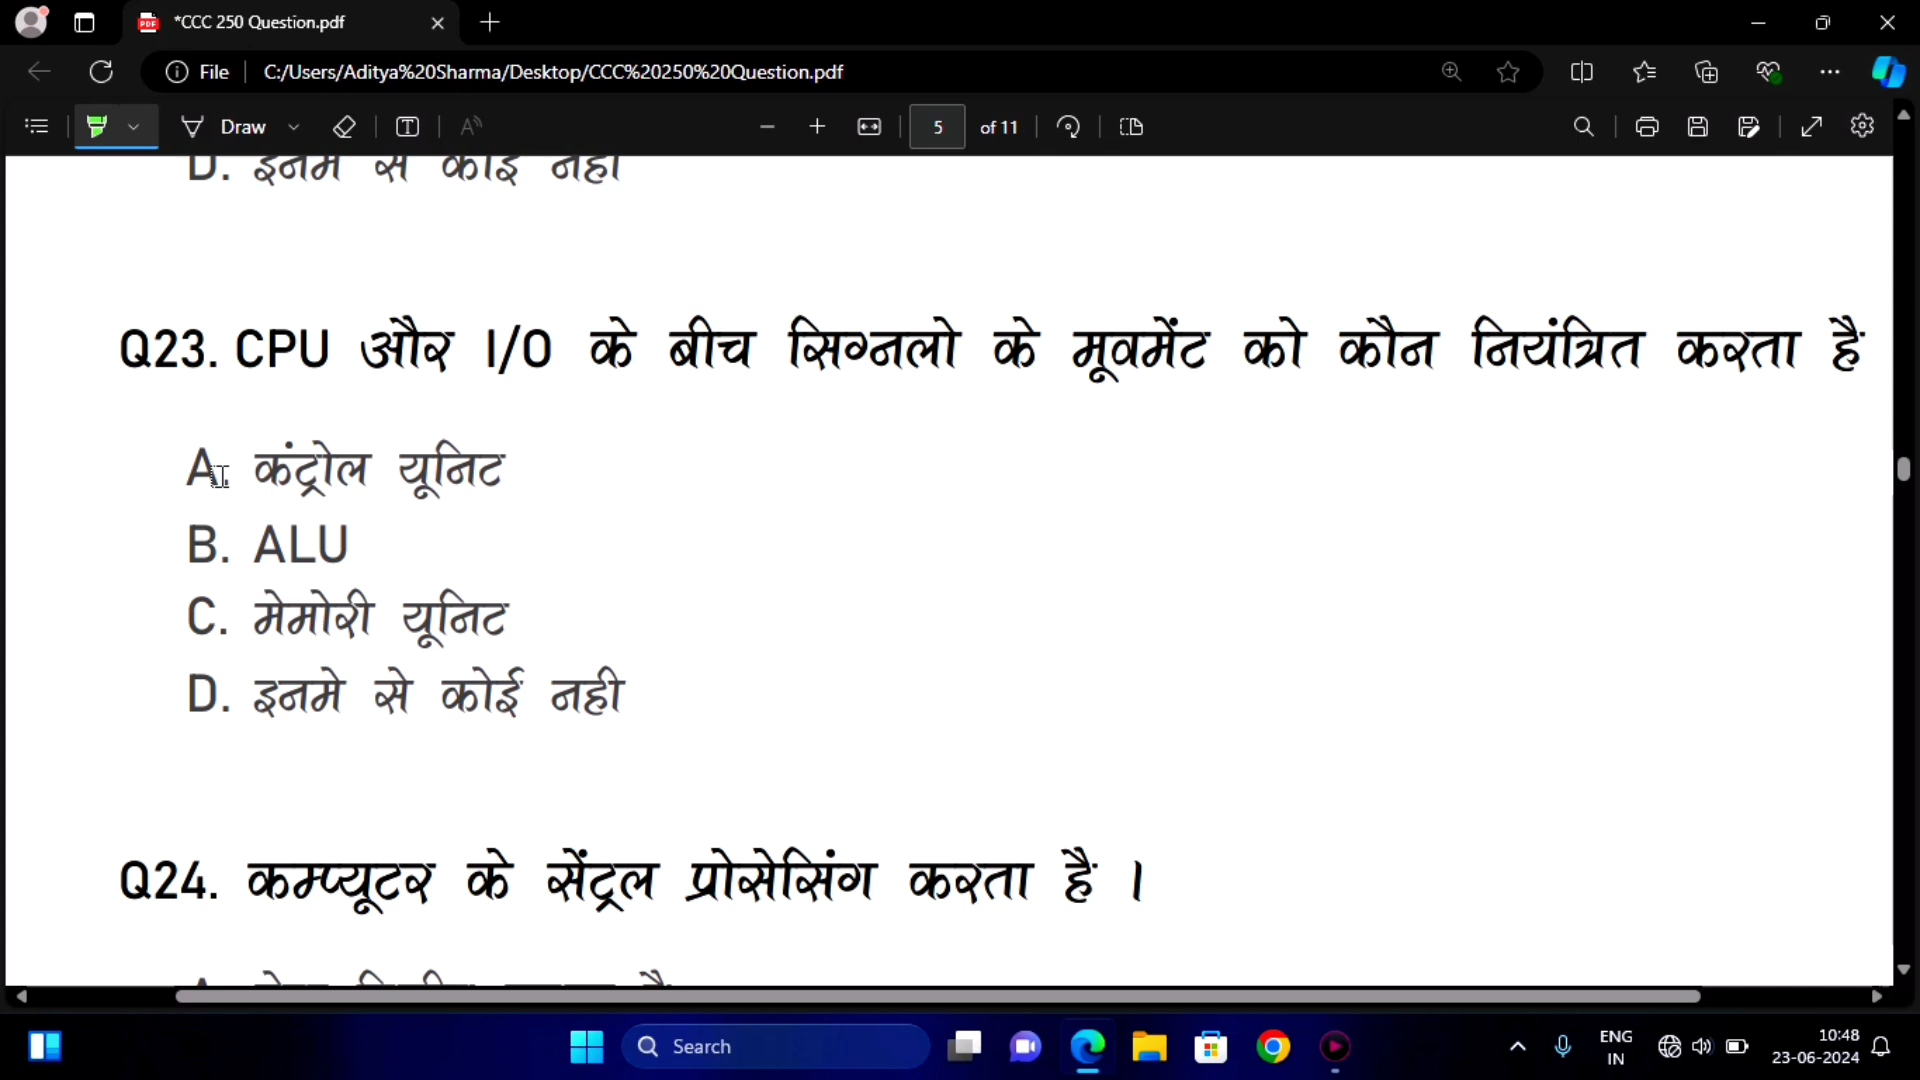 *CCC 250 Question.pdf
File
C:/Users/Aditya%20Sharma/Desktop/CCC%20250%20Question.pdf
Draw
5 of 11
D. इनमे से कोई नही
Q23. CPU और I/O के बीच सिग्नलो के मूवमेंट को कौन नियंत्रित करता है
A. कंट्रोल यूनिट
B. ALU
C. मेमोरी यूनिट
D. इनमे से कोई नही
Q24. कम्प्यूटर के सेंट्रल प्रोसेसिंग करता है ।
Search
ENG
IN
10:48
23-06-2024